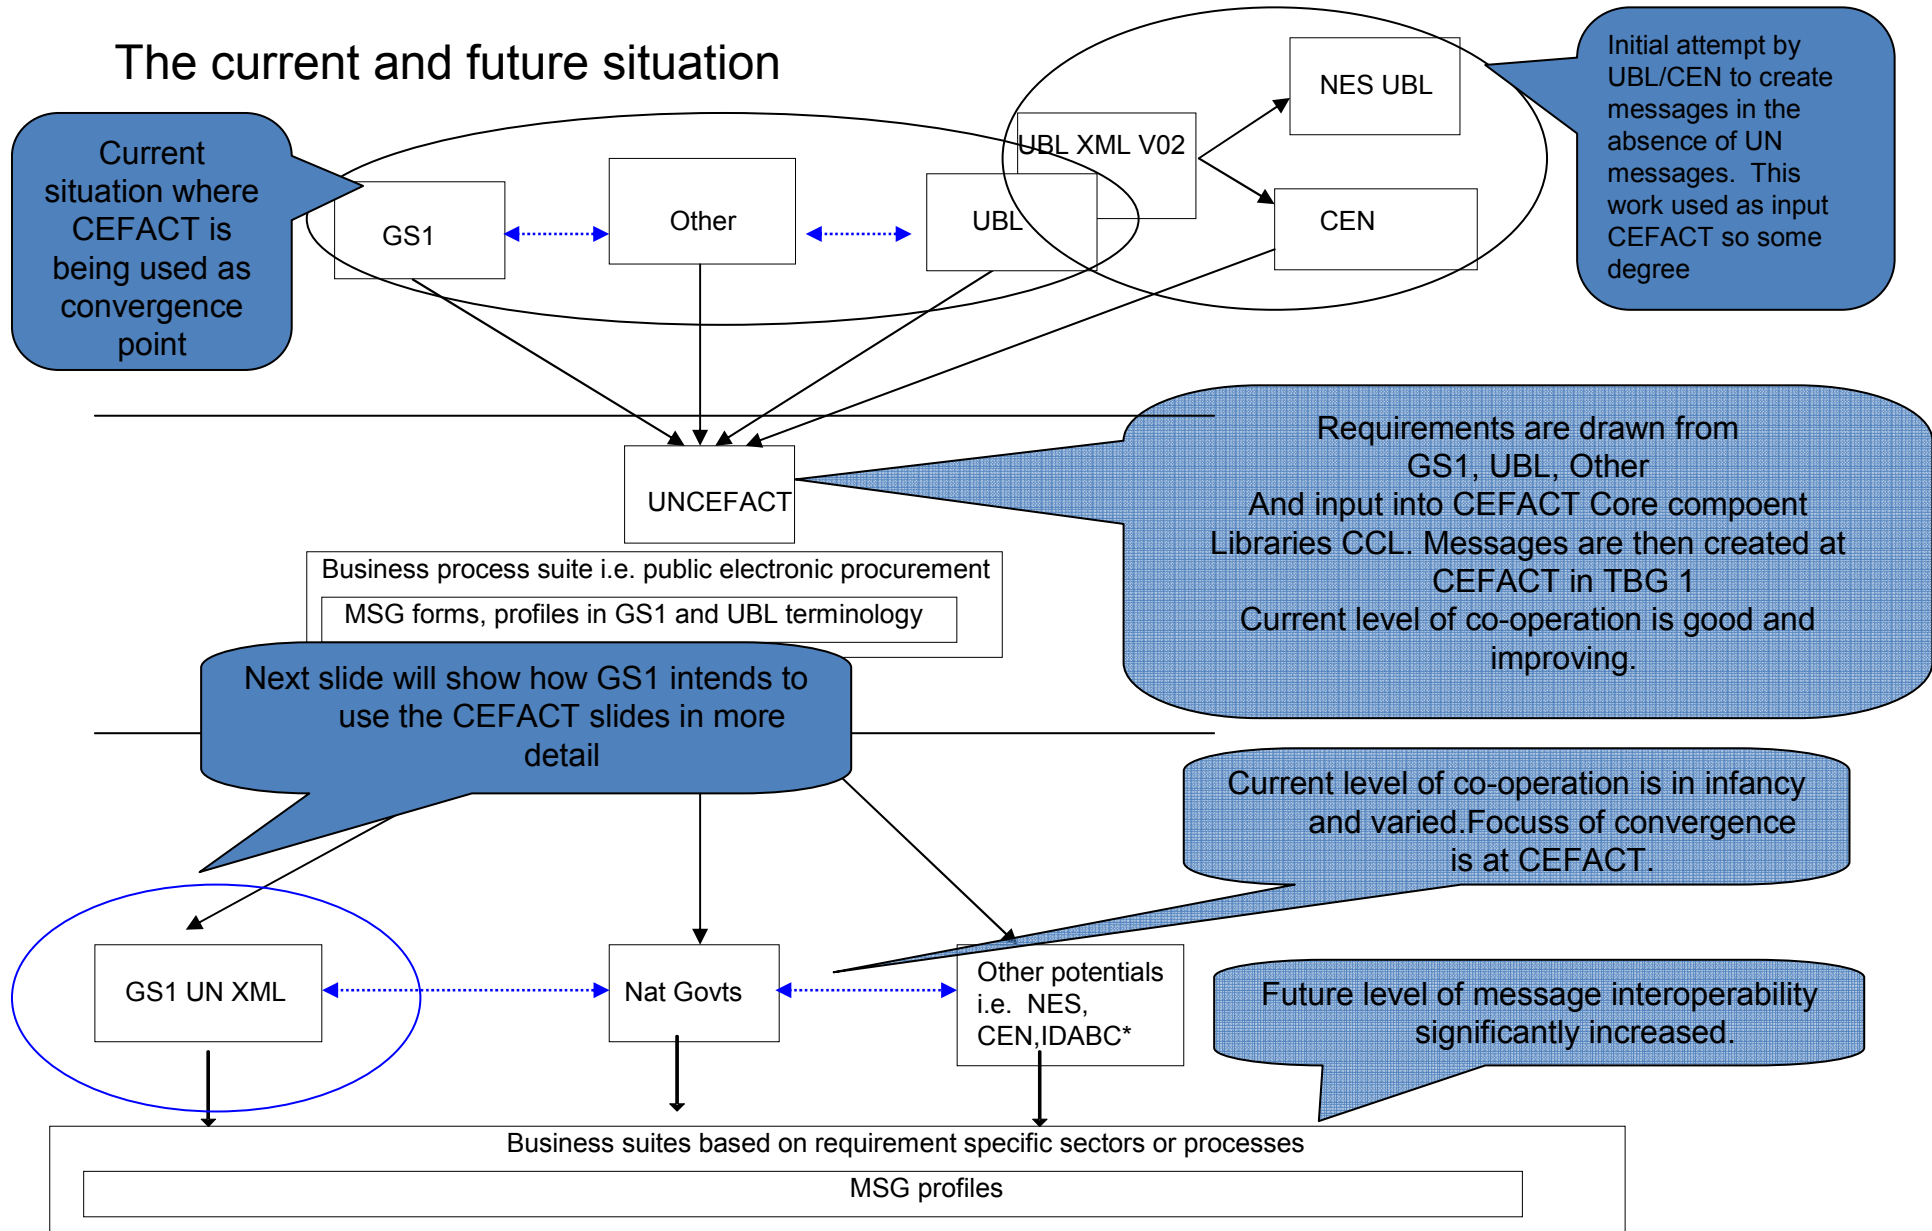 The current and future situation
Current
situation where
CEFACT is
being used as
convergence
point
GS1
Other
UBL
UBL XML V02
NES UBL
CEN
Initial attempt by
UBL/CEN to create
messages in the
absence of UN
messages. This
work used as input
CEFACT so some
degree
UNCEFACT
Requirements are drawn from
GS1, UBL, Other
And input into CEFACT Core compoent
Libraries CCL. Messages are then created at
CEFACT in TBG 1
Current level of co-operation is good and
improving.
Business process suite i.e. public electronic procurement
MSG forms, profiles in GS1 and UBL terminology
Next slide will show how GS1 intends to
use the CEFACT slides in more
detail
Current level of co-operation is in infancy
and varied.Focuss of convergence
is at CEFACT.
GS1 UN XML
Nat Govts
Other potentials
i.e. NES,
CEN,IDABC*
Future level of message interoperability
significantly increased.
Business suites based on requirement specific sectors or processes
MSG profiles